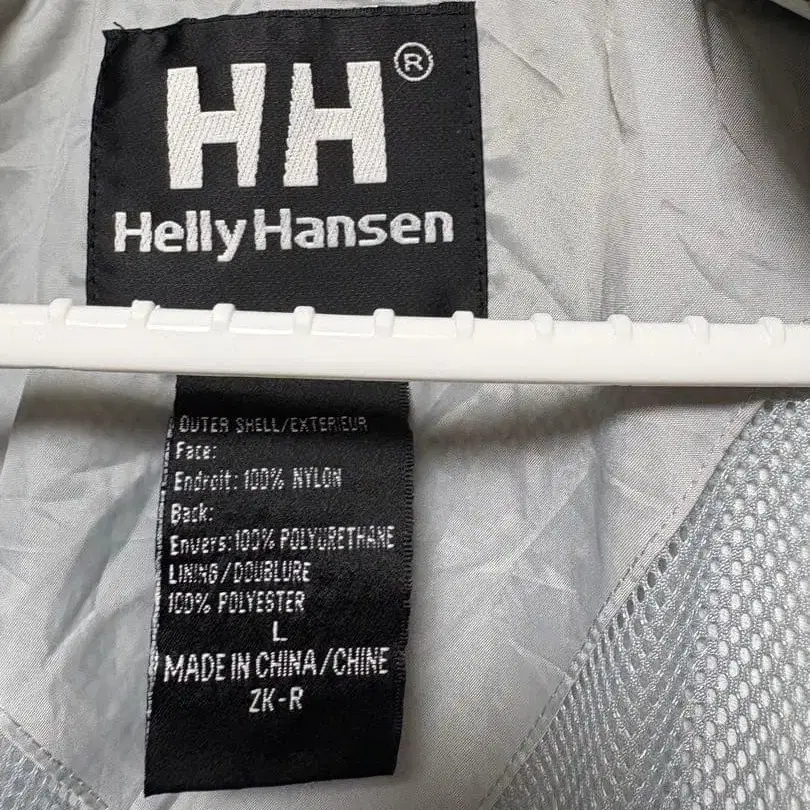 HH®
Helly Hansen
OUTER SHELL/EXTERIEUR
Face:
Endroit: 100% NYLON
Back:
Envers: 100% POLYURETHANE
LINING/DOUBLURE
100% POLYESTER
L
MADE IN CHINA/CHINE
ZK-R